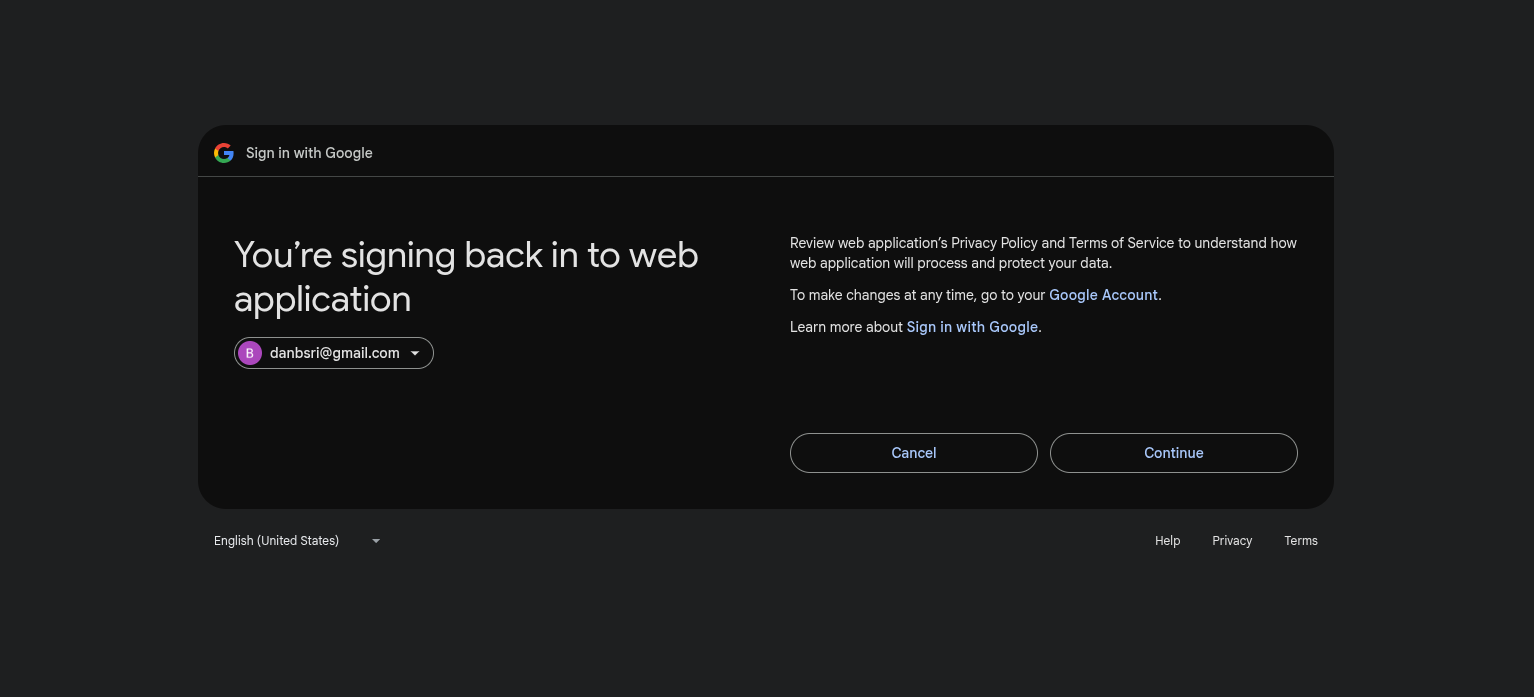 Sign in with Google
You’re signing back in to web
application
B
danbsri@gmail.com
Review web application’s Privacy Policy and Terms of Service to understand how
web application will process and protect your data.
To make changes at any time, go to your Google Account.
Learn more about Sign in with Google.
Cancel
Continue
English (United States)
Help
Privacy
Terms